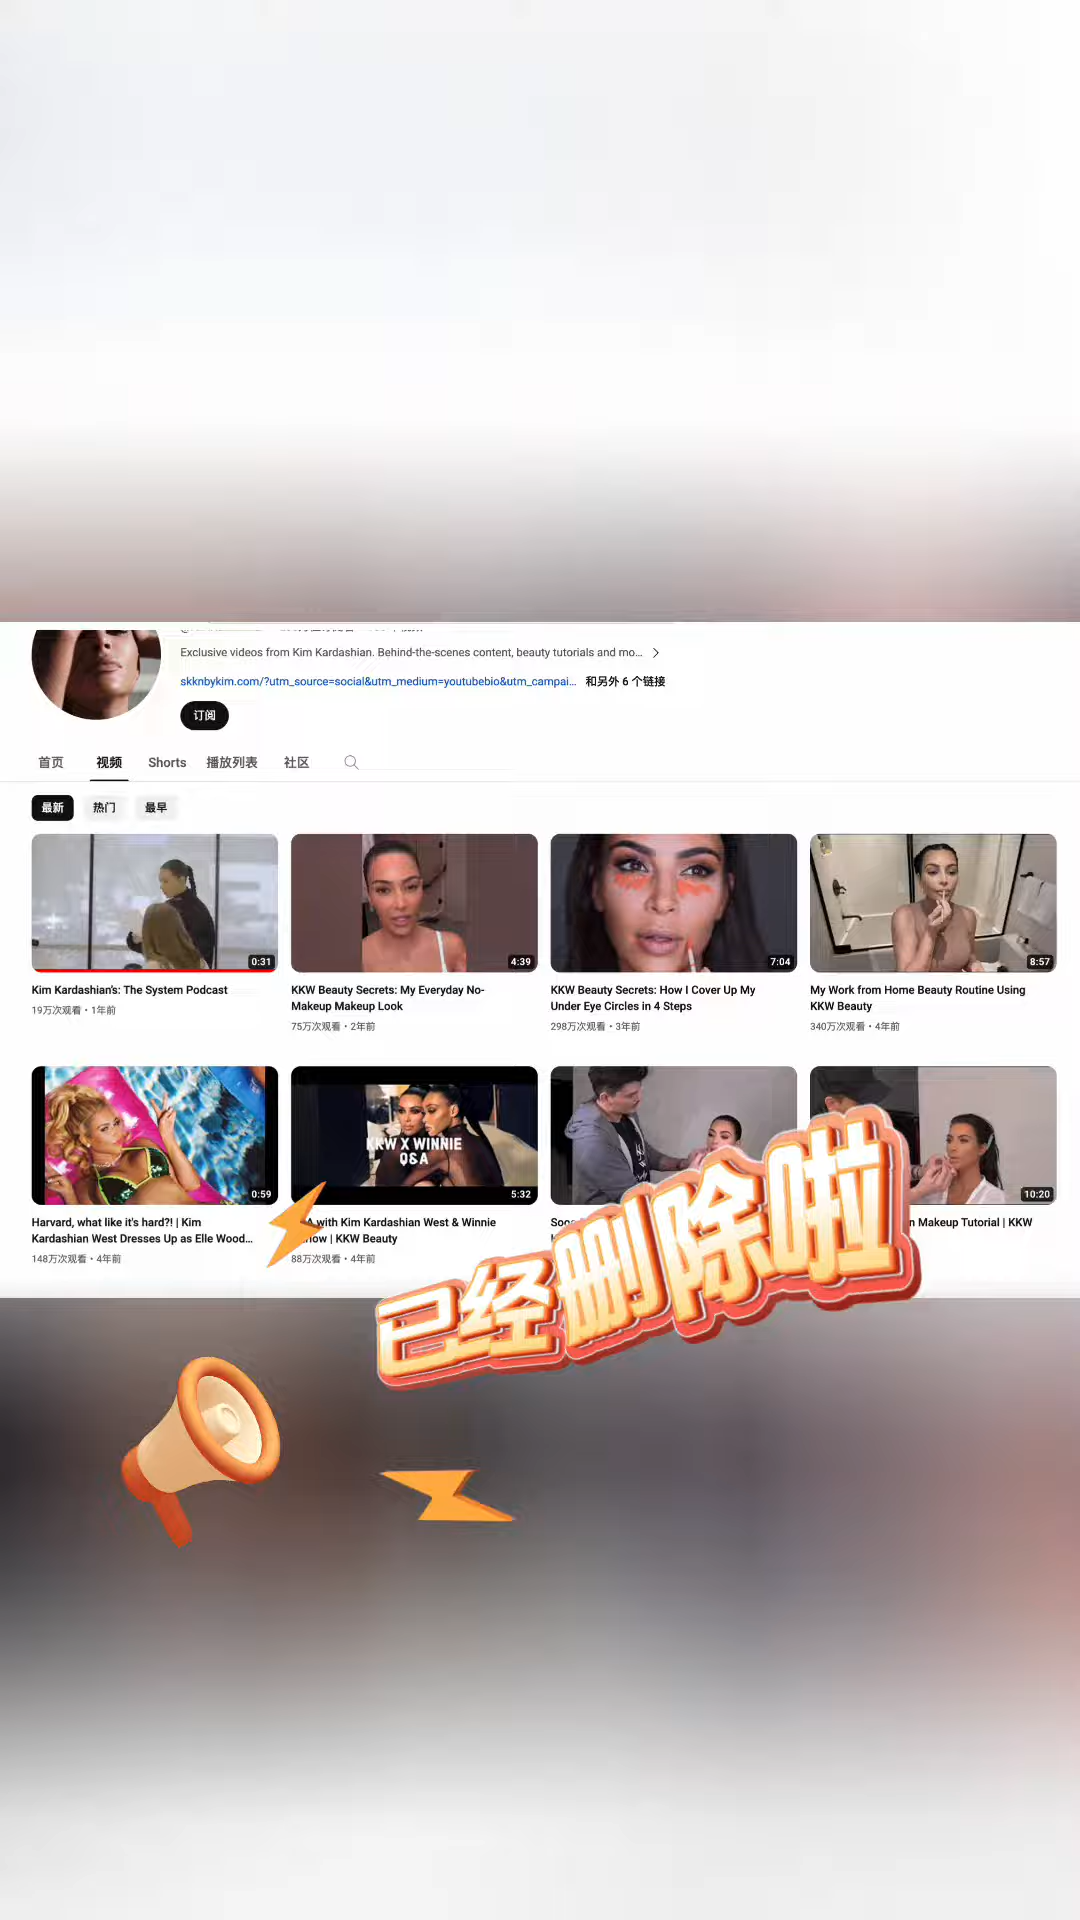 Exclusive videos from Kim Kardashian. Behind-the-scenes content, beauty tutorials and mo...
skknbykim.com/?utm_source=social&utm_medium=youtubebio&utm_campai... 和另外 6 个链接
订阅
首页 视频 Shorts 播放列表 社区
最新 热门 最早
0:31 4:39 7:04 8:57
Kim Kardashian's: The System Podcast
19万次观看・1年前
KKW Beauty Secrets: My Everyday No-
Makeup Makeup Look
75万次观看・2年前
KKW Beauty Secrets: How I Cover Up My
Under Eye Circles in 4 Steps
298万次观看・3年前
My Work from Home Beauty Routine Using
KKW Beauty
340万次观看・4年前
KKW X WINNIE
Q&A
0:59 5:32 10:20
Harvard, what like it's hard?! | Kim
Kardashian West Dresses Up as Elle Wood...
148万次观看・4年前
with Kim Kardashian West & Winnie
| KKW Beauty
88万次观看・4年前
Makeup Tutorial | KKW
已经删除啦